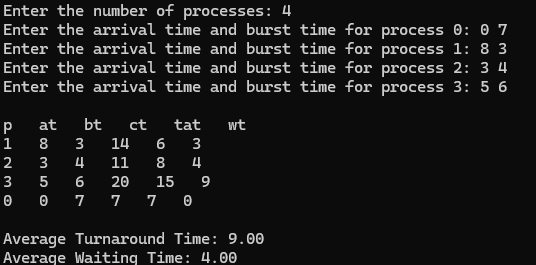 Enter the number of processes: 4
Enter the arrival time and burst time for process 0: 0 7
Enter the arrival time and burst time for process 1: 8 3
Enter the arrival time and burst time for process 2: 3 4
Enter the arrival time and burst time for process 3: 5 6
p at bt ct tat wt
1 8 3 14 6 3
2 3 4 11 8 4
3 5 6 20 15 9
0 0 7 7 7 0
Average Turnaround Time: 9.00
Average Waiting Time: 4.00